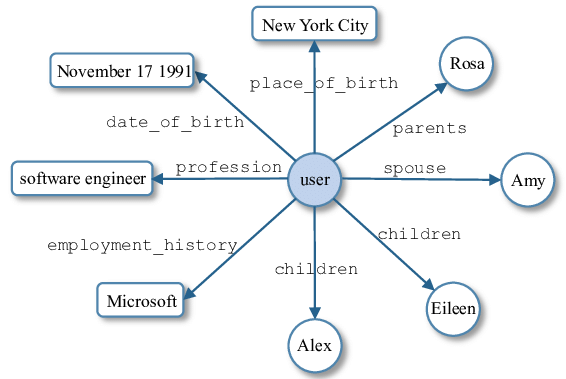 New York City
Rosa
November 17 1991
place_of_birth
date_of_birth
parents
profession
spouse
software engineer
user
Amy
employment_history
children
children
Microsoft
Eileen
Alex